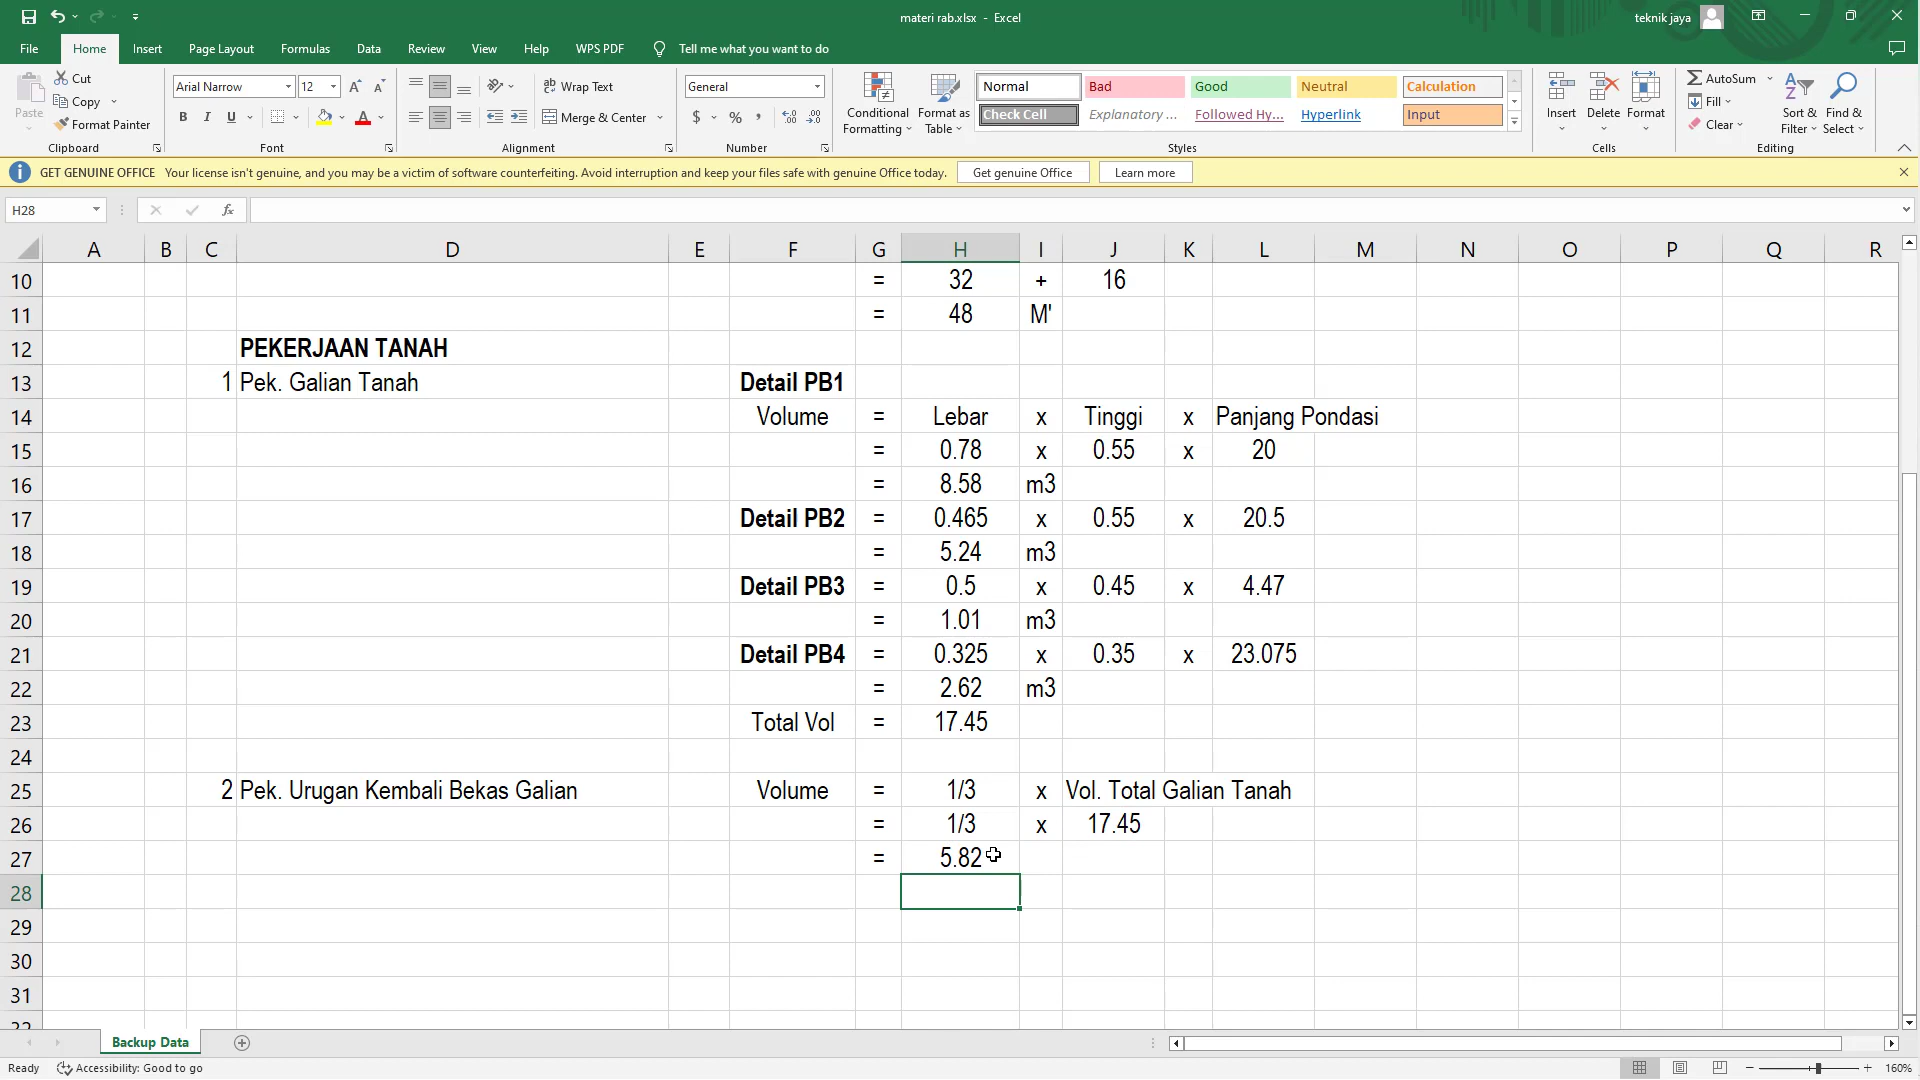 materi rab.xlsx - Excel
teknik jaya
File Home Insert Page Layout Formulas Data Review View Help WPS PDF Tell me what you want to do
Paste Cut Copy Format Painter
Clipboard
Arial Narrow 12
B I U
Font
Wrap Text
Merge & Center
Alignment
General
$ % ,
Number
Conditional Formatting
Format as Table
Normal Bad Good Neutral Calculation
Check Cell Explanatory ... Followed Hy... Hyperlink Input
Styles
Insert Delete Format
Cells
AutoSum
Fill
Clear
Sort & Filter
Find & Select
Editing
GET GENUINE OFFICE Your license isn't genuine, and you may be a victim of software counterfeiting. Avoid interruption and keep your files safe with genuine Office today. Get genuine Office Learn more
H28 fx
A B C D E F G H I J K L M N O P Q R
10 = 32 + 16
11 = 48 M'
12 PEKERJAAN TANAH
13 1 Pek. Galian Tanah Detail PB1
14 Volume = Lebar x Tinggi x Panjang Pondasi
15 = 0.78 x 0.55 x 20
16 = 8.58 m3
17 Detail PB2 = 0.465 x 0.55 x 20.5
18 = 5.24 m3
19 Detail PB3 = 0.5 x 0.45 x 4.47
20 = 1.01 m3
21 Detail PB4 = 0.325 x 0.35 x 23.075
22 = 2.62 m3
23 Total Vol = 17.45
24
25 2 Pek. Urugan Kembali Bekas Galian Volume = 1/3 x Vol. Total Galian Tanah
26 = 1/3 x 17.45
27 = 5.82
28
29
30
31
32
Backup Data
Ready Accessibility: Good to go 160%